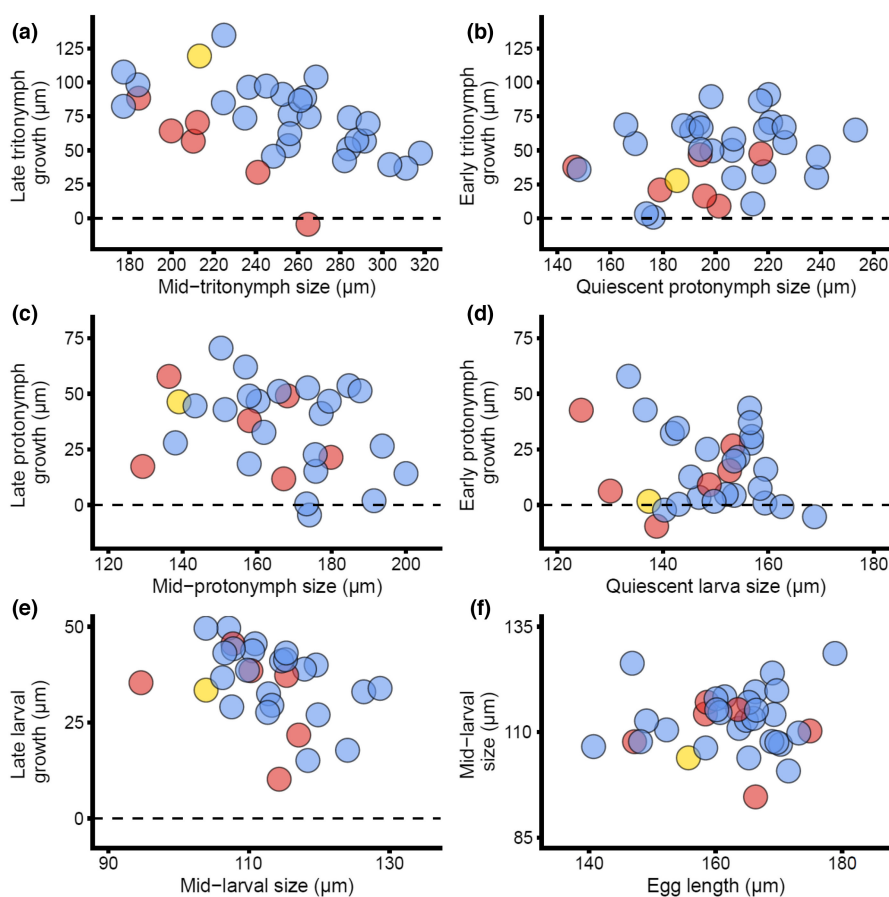 (a)
Late tritonymph
growth (µm)
125
100
75
50
25
0
180 200 220 240 260 280 300 320
Mid−tritonymph size (µm)
(b)
Early tritonymph
growth (µm)
125
100
75
50
25
0
140 160 180 200 220 240 260
Quiescent protonymph size (µm)
(c)
Late protonymph
growth (µm)
75
50
25
0
120 140 160 180 200
Mid−protonymph size (µm)
(d)
Early protonymph
growth (µm)
75
50
25
0
120 140 160 180
Quiescent larva size (µm)
(e)
Late larval
growth (µm)
50
25
0
90 110 130
Mid−larval size (µm)
(f)
Mid−larval
size (µm)
135
110
85
140 160 180
Egg length (µm)